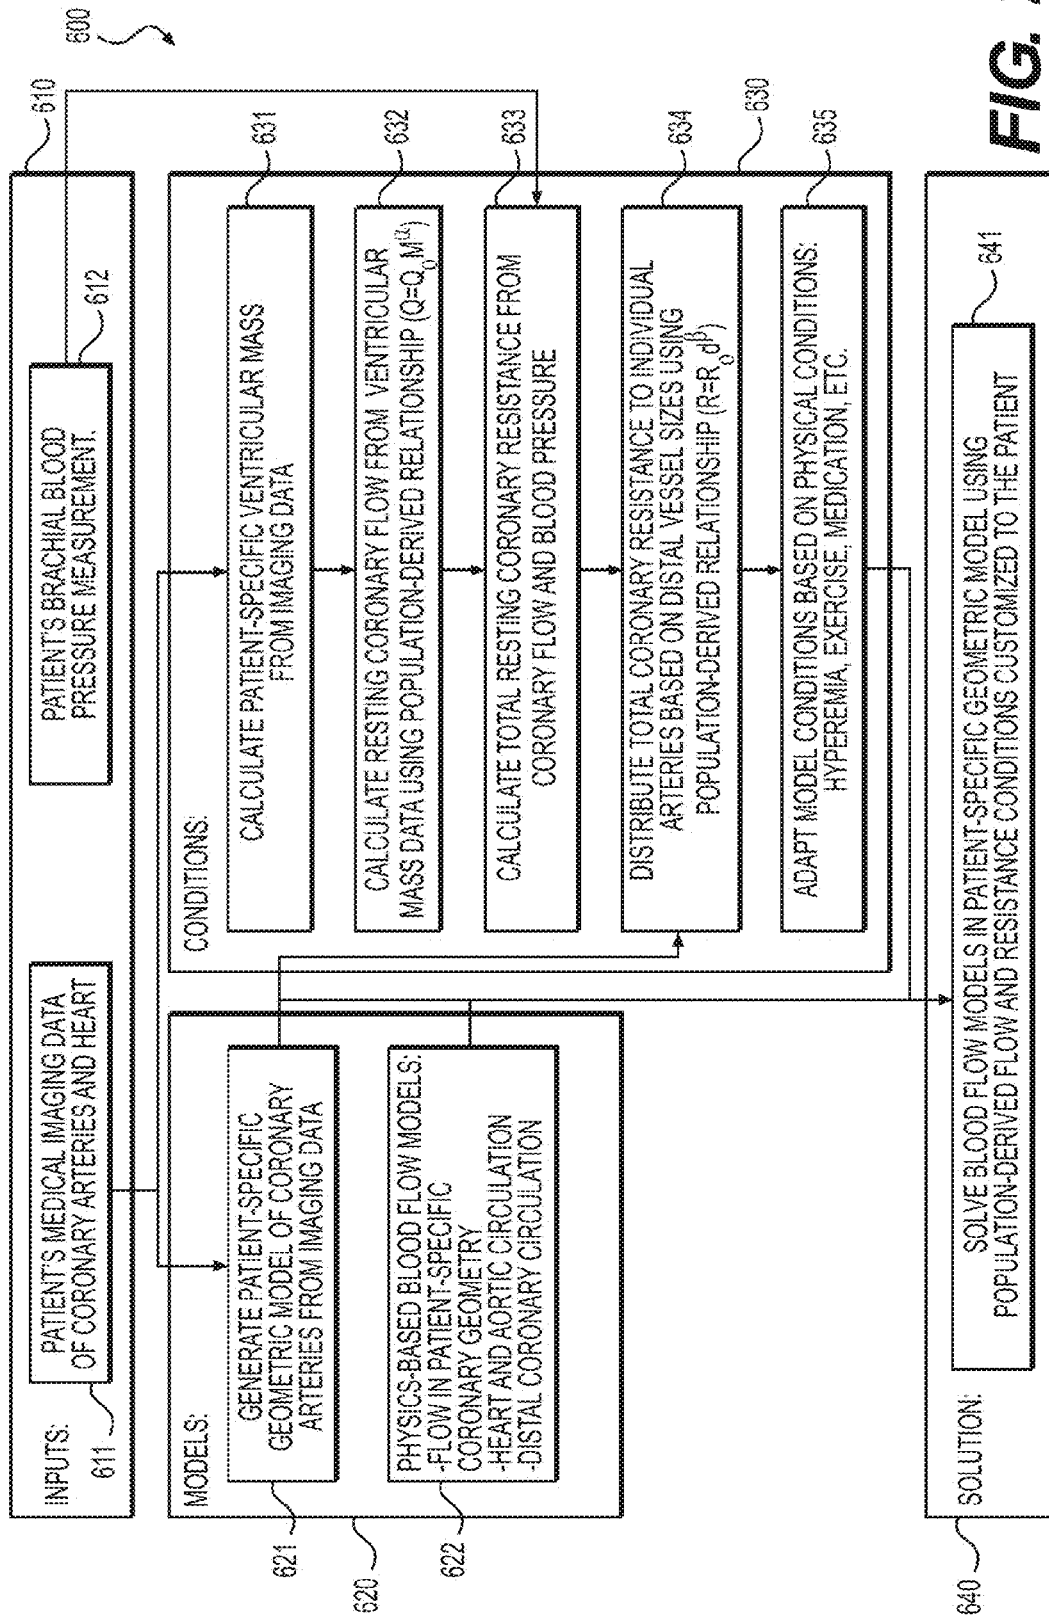 600
610
INPUTS:
PATIENT'S MEDICAL IMAGING DATA
OF CORONARY ARTERIES AND HEART
611
PATIENT'S BRACHIAL BLOOD
PRESSURE MEASUREMENT.
612
MODELS:
GENERATE PATIENT-SPECIFIC
GEOMETRIC MODEL OF CORONARY
ARTERIES FROM IMAGING DATA
621
PHYSICS-BASED BLOOD FLOW MODELS:
-FLOW IN PATIENT-SPECIFIC
CORONARY GEOMETRY
-HEART AND AORTIC CIRCULATION
-DISTAL CORONARY CIRCULATION
622
620
CONDITIONS:
CALCULATE PATIENT-SPECIFIC VENTRICULAR MASS
FROM IMAGING DATA
631
CALCULATE RESTING CORONARY FLOW FROM VENTRICULAR
MASS DATA USING POPULATION-DERIVED RELATIONSHIP (Q=Q₀Mᵅ)
632
CALCULATE TOTAL RESTING CORONARY RESISTANCE FROM
CORONARY FLOW AND BLOOD PRESSURE
633
DISTRIBUTE TOTAL CORONARY RESISTANCE TO INDIVIDUAL
ARTERIES BASED ON DISTAL VESSEL SIZES USING
POPULATION-DERIVED RELATIONSHIP (R=R₀dᵝ)
634
630
ADAPT MODEL CONDITIONS BASED ON PHYSICAL CONDITIONS:
HYPEREMIA, EXERCISE, MEDICATION, ETC.
635
SOLUTION:
640
SOLVE BLOOD FLOW MODELS IN PATIENT-SPECIFIC GEOMETRIC MODEL USING
POPULATION-DERIVED FLOW AND RESISTANCE CONDITIONS CUSTOMIZED TO THE PATIENT
641
FIG.